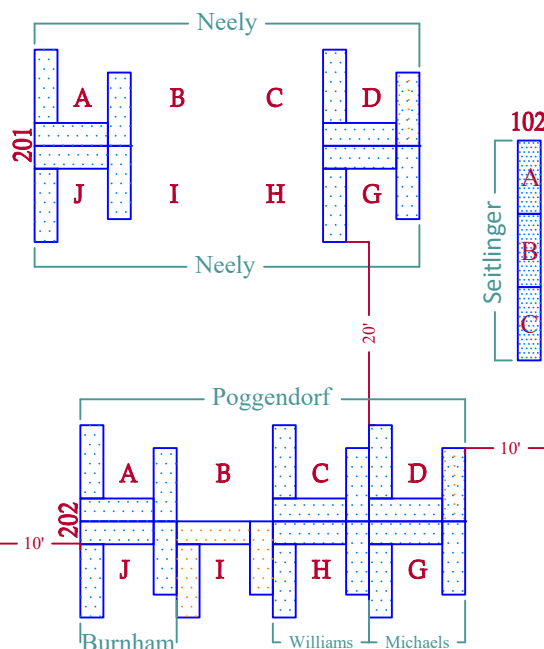 Neely
A B C D
201
J I H G
Neely
102
A
B
C
Seitlinger
20'
Poggendorf
A B C D
10'
202
10'
J I H G
Burnham Williams Michaels